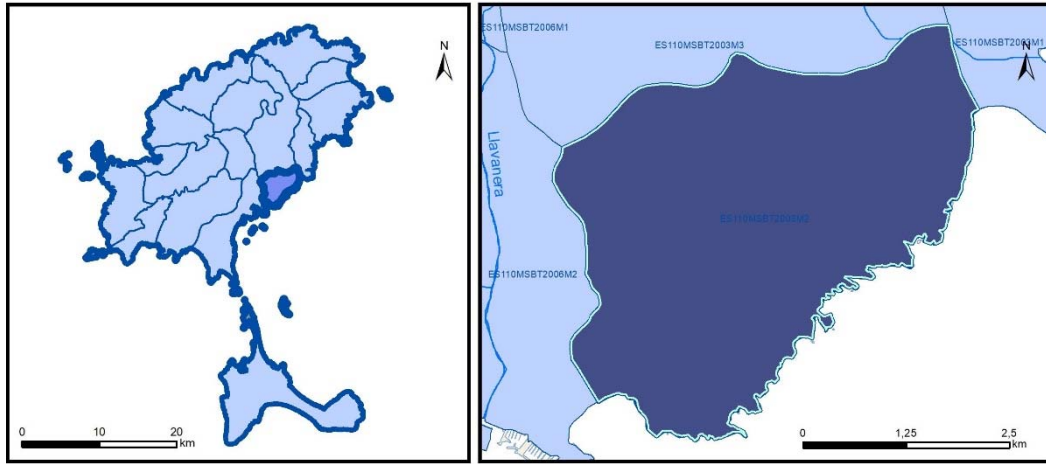 N
0 10 20
km
ES110MSBT2006M1
ES110MSBT2003M3
ES110MSBT2003M1
N
Llavanera
ES110MSBT2006M2
0 1,25 2,5
km